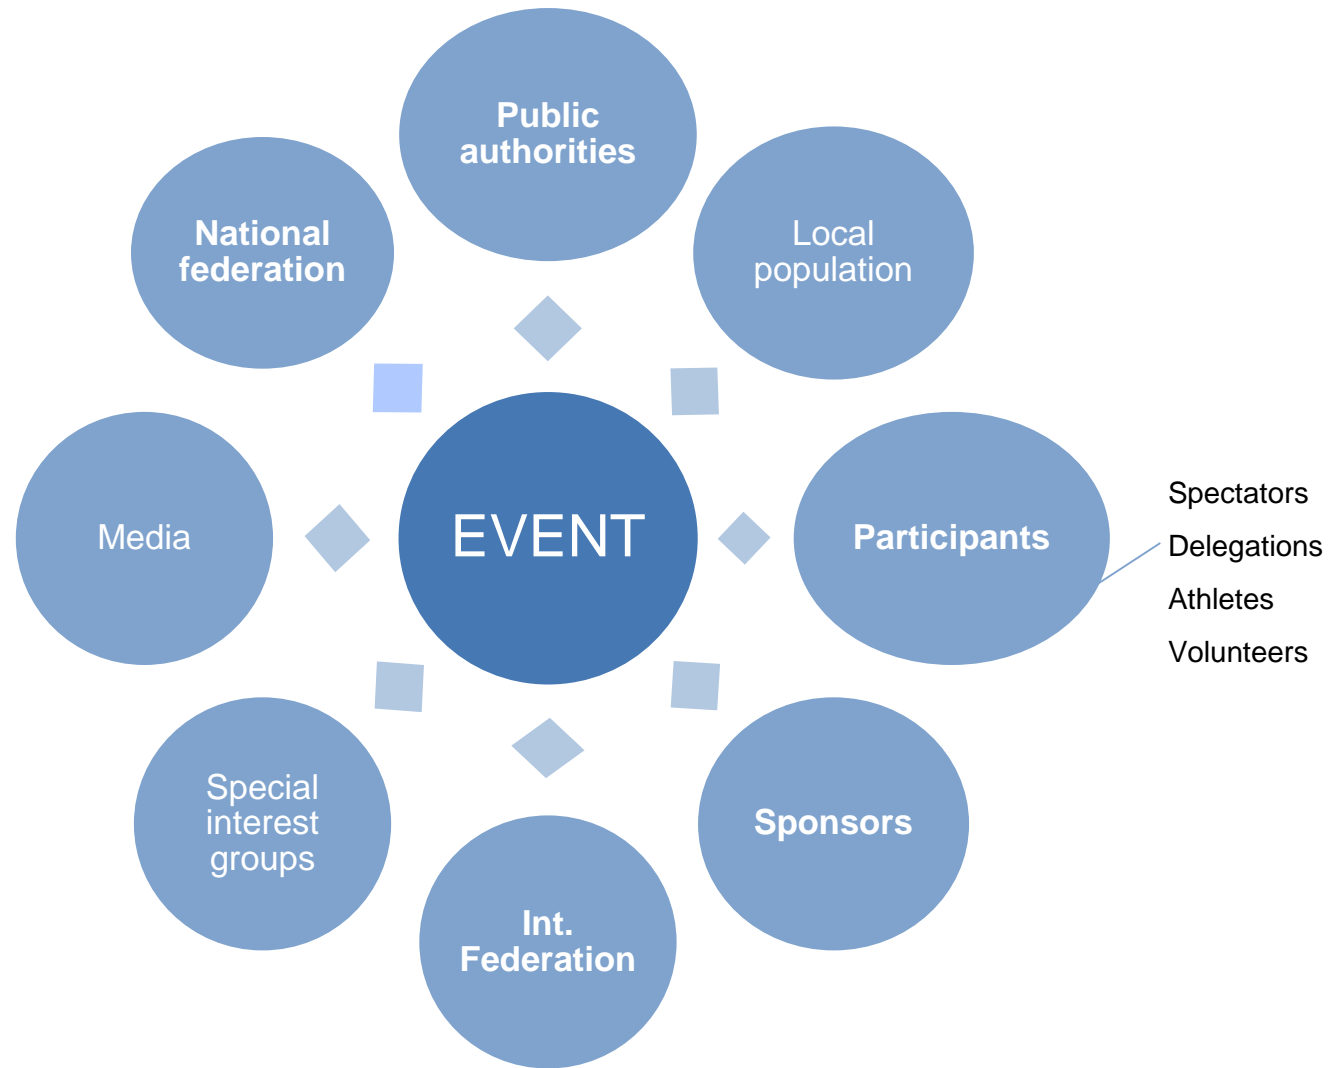 Public
authorities
National
federation
Local
population
Media
EVENT
Participants
Spectators
Delegations
Athletes
Volunteers
Special
interest
groups
Sponsors
Int.
Federation